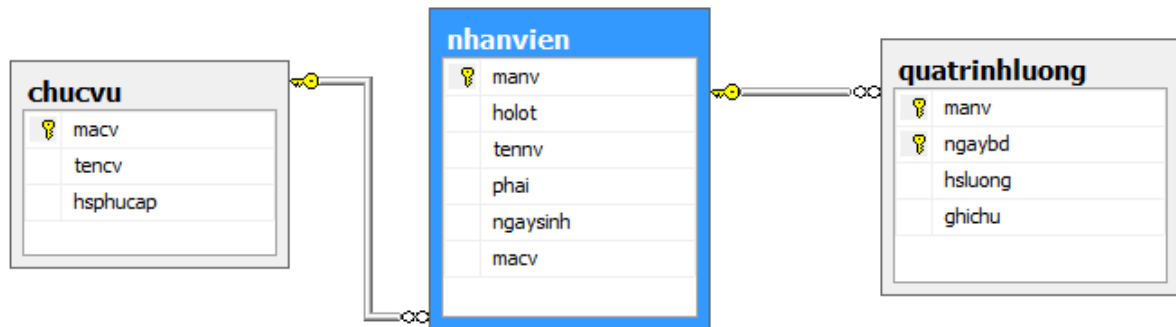 chucvu
macv
tencv
hsphucap
nhanvien
manv
holot
tennv
phai
ngaysinh
macv
quatrinhluong
manv
ngaybd
hsluong
ghichu